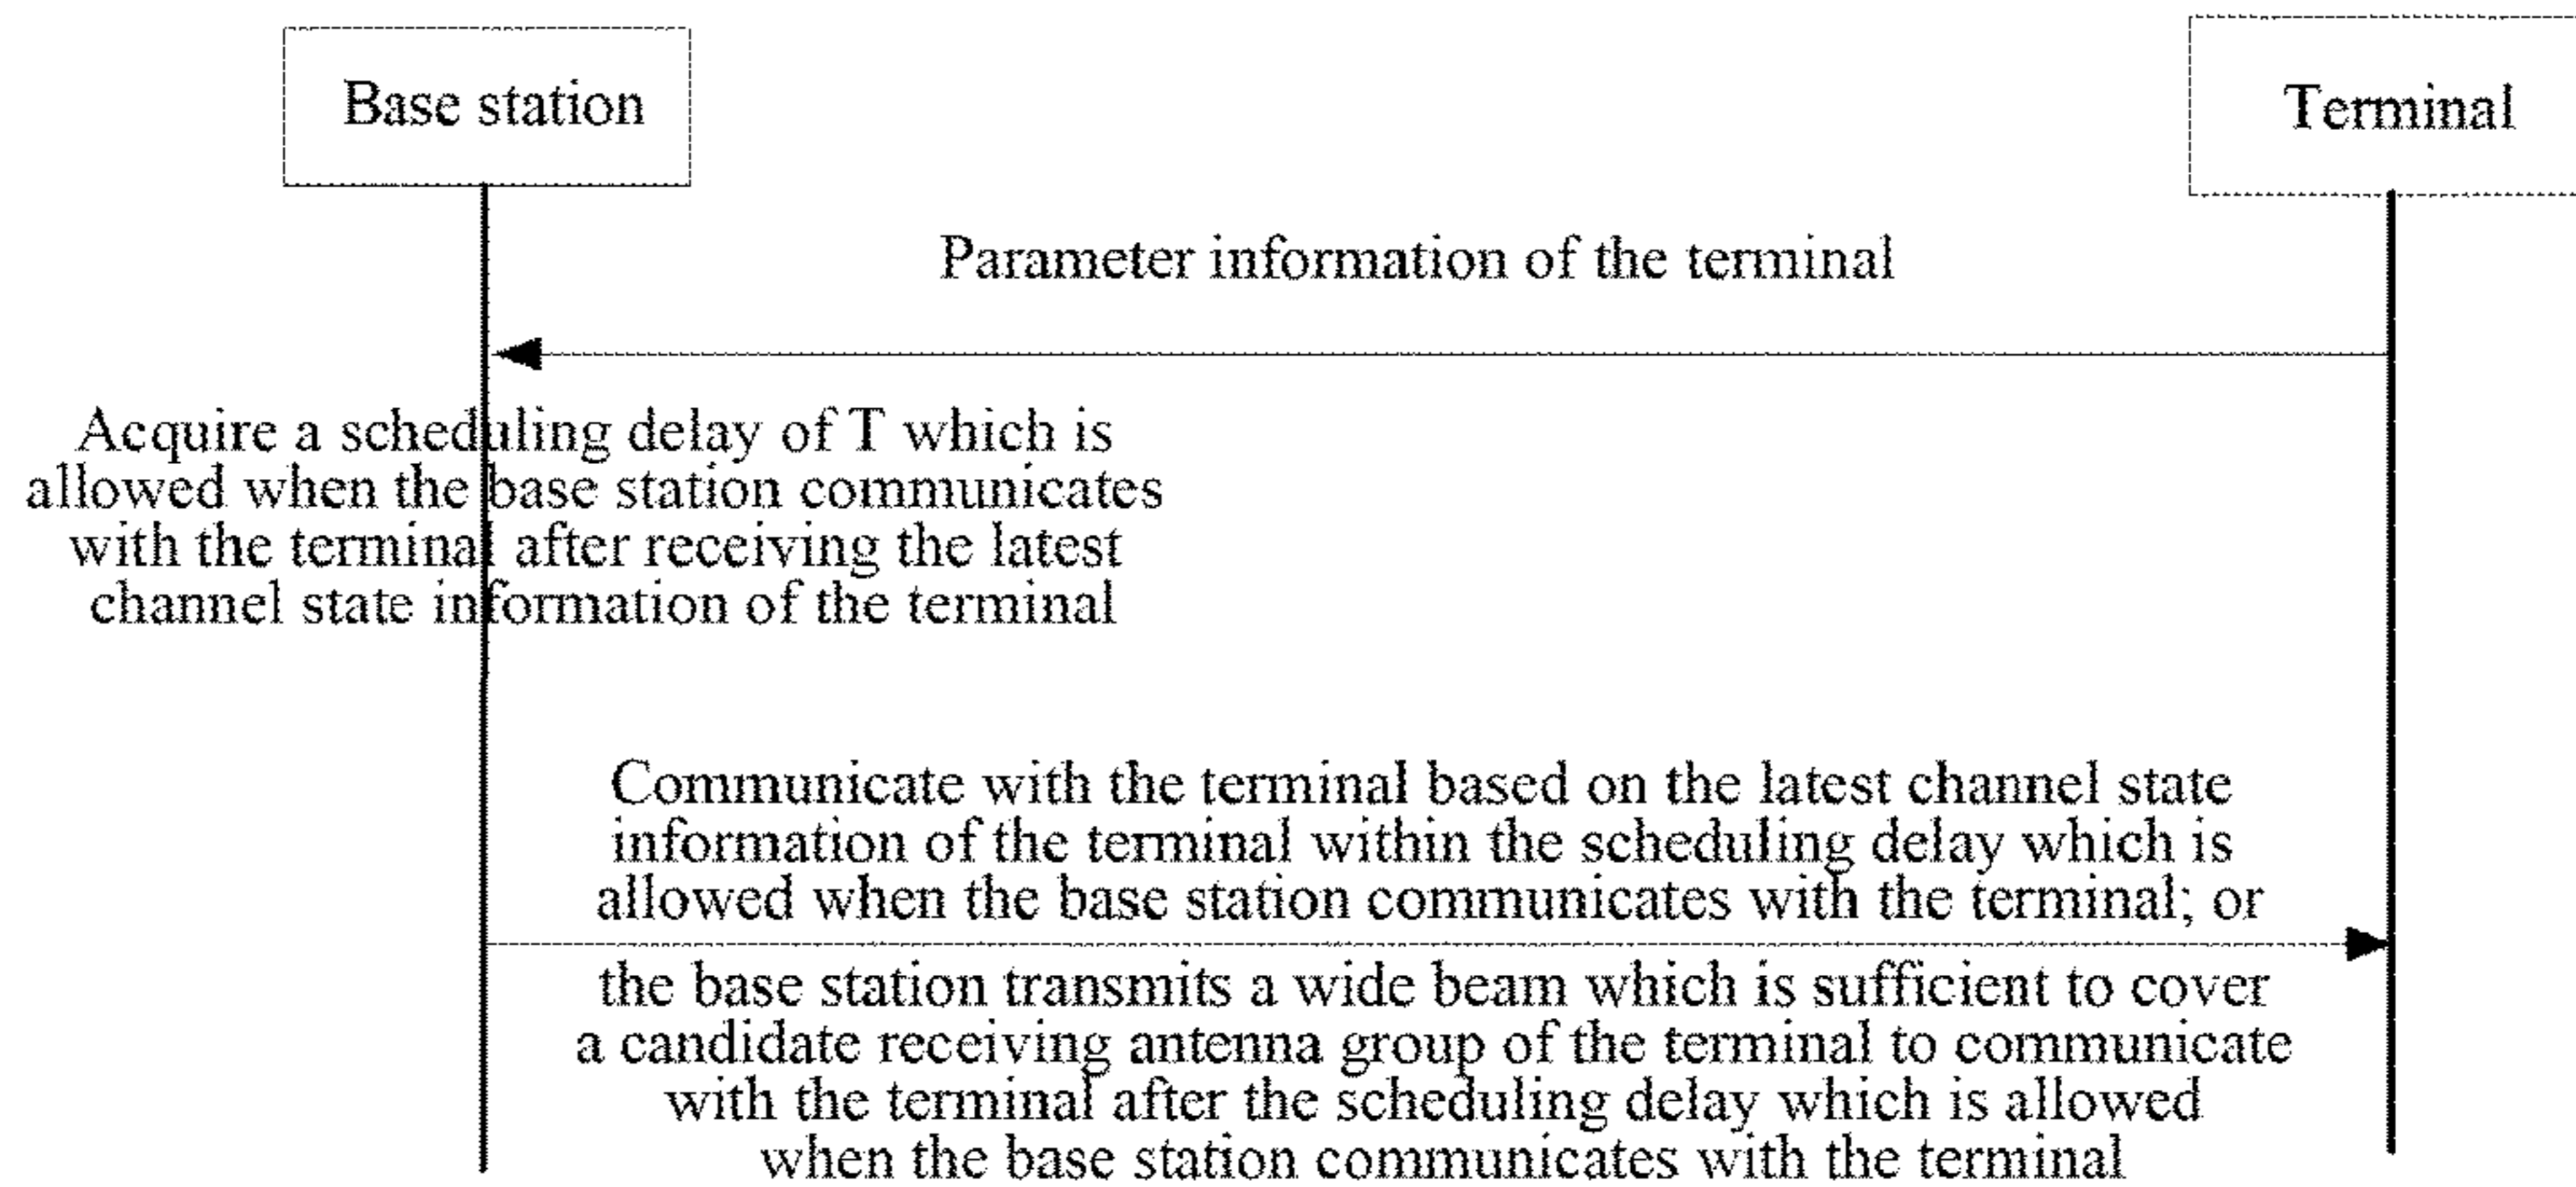 Base station
Terminal
Parameter information of the terminal
Acquire a scheduling delay of T which is
allowed when the base station communicates
with the terminal after receiving the latest
channel state information of the terminal
Communicate with the terminal based on the latest channel state
information of the terminal within the scheduling delay which is
allowed when the base station communicates with the terminal; or
the base station transmits a wide beam which is sufficient to cover
a candidate receiving antenna group of the terminal to communicate
with the terminal after the scheduling delay which is allowed
when the base station communicates with the terminal